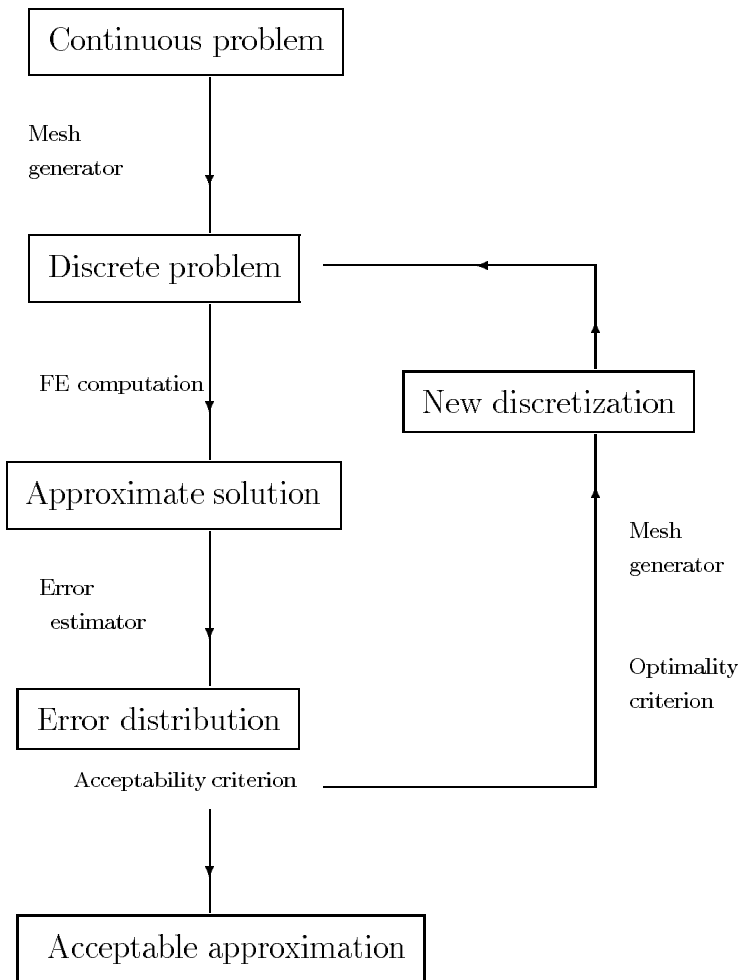 Continuous problem
Mesh
generator
Discrete problem
FE computation
New discretization
Approximate solution
Mesh
generator
Error
estimator
Optimality
criterion
Error distribution
Acceptability criterion
Acceptable approximation